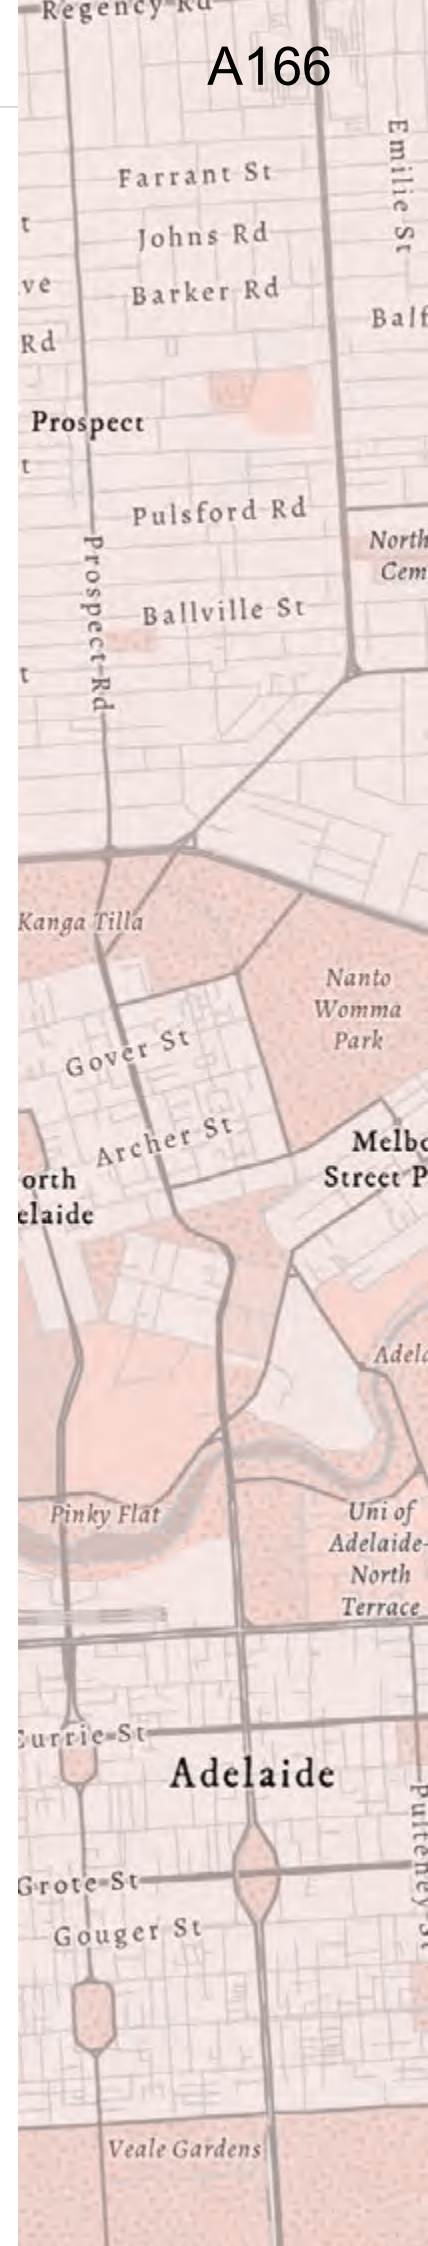 Regency Rd
A166
Emilie St
Farrant St
t
Johns Rd
ve
Barker Rd
Balf
Rd
Prospect
t
Pulsford Rd
North
Cem
Prospect Rd
Ballville St
t
Kanga Tilla
Nanto
Womma
Park
Gover St
Archer St
Melbo
Street P
orth
elaide
Adela
Pinky Flat
Uni of
Adelaide-
North
Terrace
Currie St
Adelaide
Pulteney St
Grote St
Gouger St
Veale Gardens